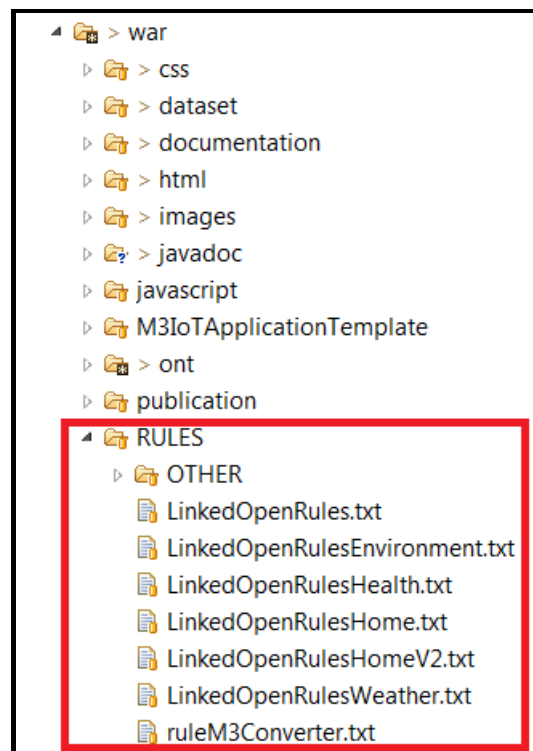 > war
> css
> dataset
> documentation
> html
> images
> javadoc
javascript
M3IoTApplicationTemplate
> ont
publication
RULES
OTHER
LinkedOpenRules.txt
LinkedOpenRulesEnvironment.txt
LinkedOpenRulesHealth.txt
LinkedOpenRulesHome.txt
LinkedOpenRulesHomeV2.txt
LinkedOpenRulesWeather.txt
ruleM3Converter.txt